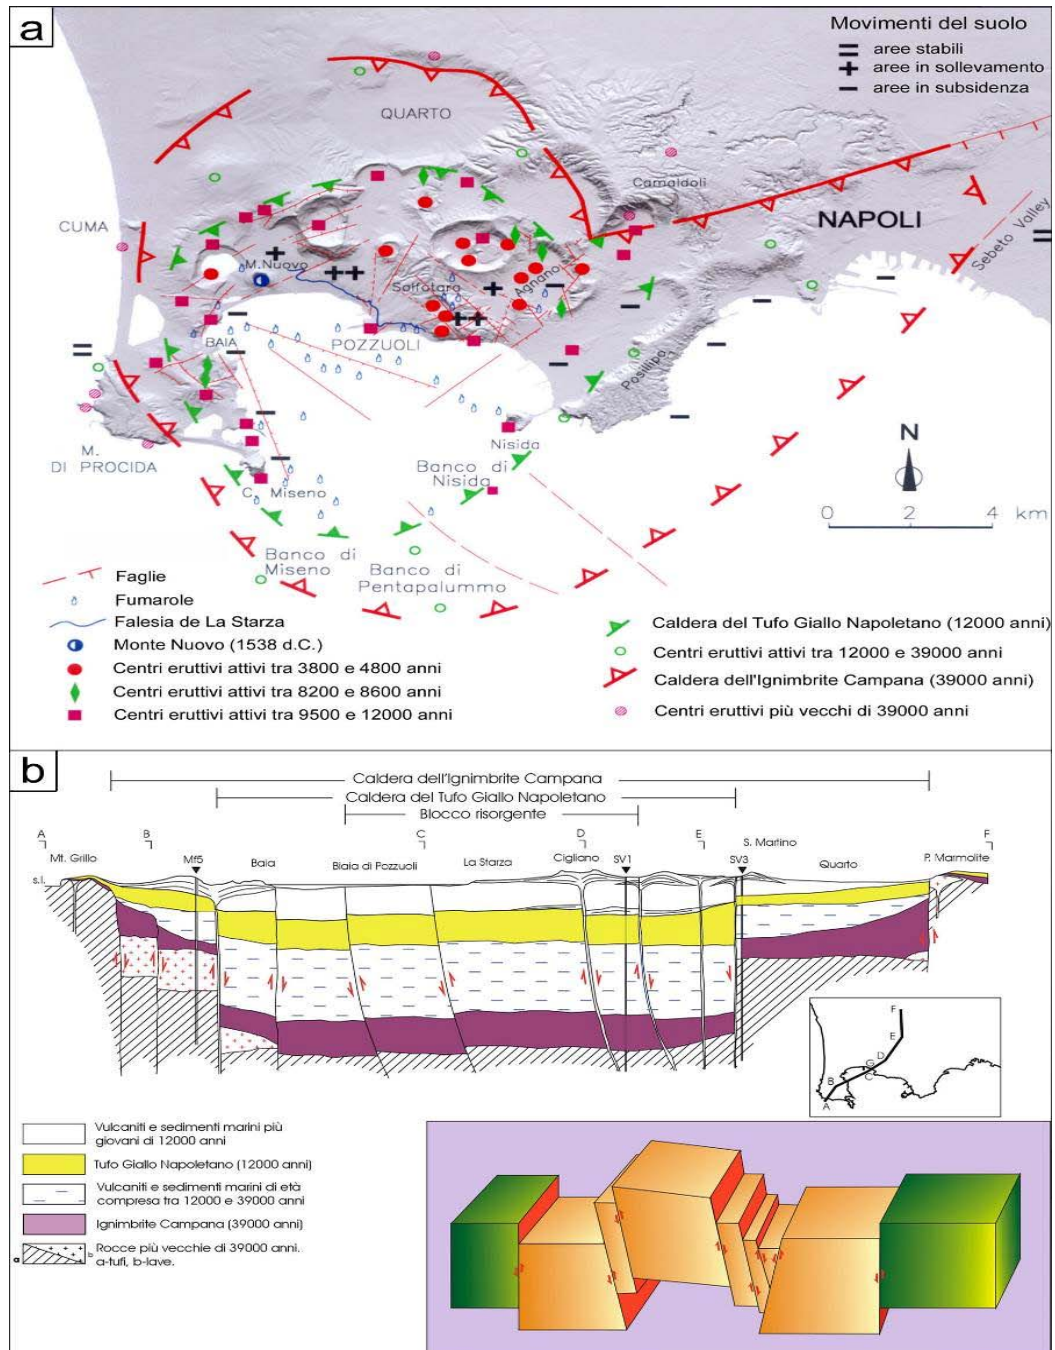 a
Movimenti del suolo
aree stabili
aree in sollevamento
aree in subsidenza
QUARTO
Camaldoli
CUMA
NAPOLI
Sebeto Valley
M.Nuovo
Solfatara
Agnano
BAIA
POZZUOLI
Posillipo
M.
DI PROCIDA
Nisida
Banco di
Nisida
C. Miseno
N
0 2 4 km
Banco di
Miseno
Banco di
Pentapalummo
Faglie
Fumarole
Falesia de La Starza
Monte Nuovo (1538 d.C.)
Centri eruttivi attivi tra 3800 e 4800 anni
Centri eruttivi attivi tra 8200 e 8600 anni
Centri eruttivi attivi tra 9500 e 12000 anni
Caldera del Tufo Giallo Napoletano (12000 anni)
Centri eruttivi attivi tra 12000 e 39000 anni
Caldera dell'Ignimbrite Campana (39000 anni)
Centri eruttivi più vecchi di 39000 anni
b
Caldera dell'Ignimbrite Campana
Caldera del Tufo Giallo Napoletano
Blocco risorgente
A B C D E F
Mt. Grillo Mf5 Baia Biaia di Pozzuoli La Starza Cigliano SV1 SV3 S. Martino Quarto P. Marmolite
s.l.
F
E
D
G
C
B
A
Vulcaniti e sedimenti marini più
giovani di 12000 anni
Tufo Giallo Napoletano (12000 anni)
Vulcaniti e sedimenti marini di età
compresa tra 12000 e 39000 anni
Ignimbrite Campana (39000 anni)
a b Rocce più vecchie di 39000 anni.
a-tufi, b-lave.